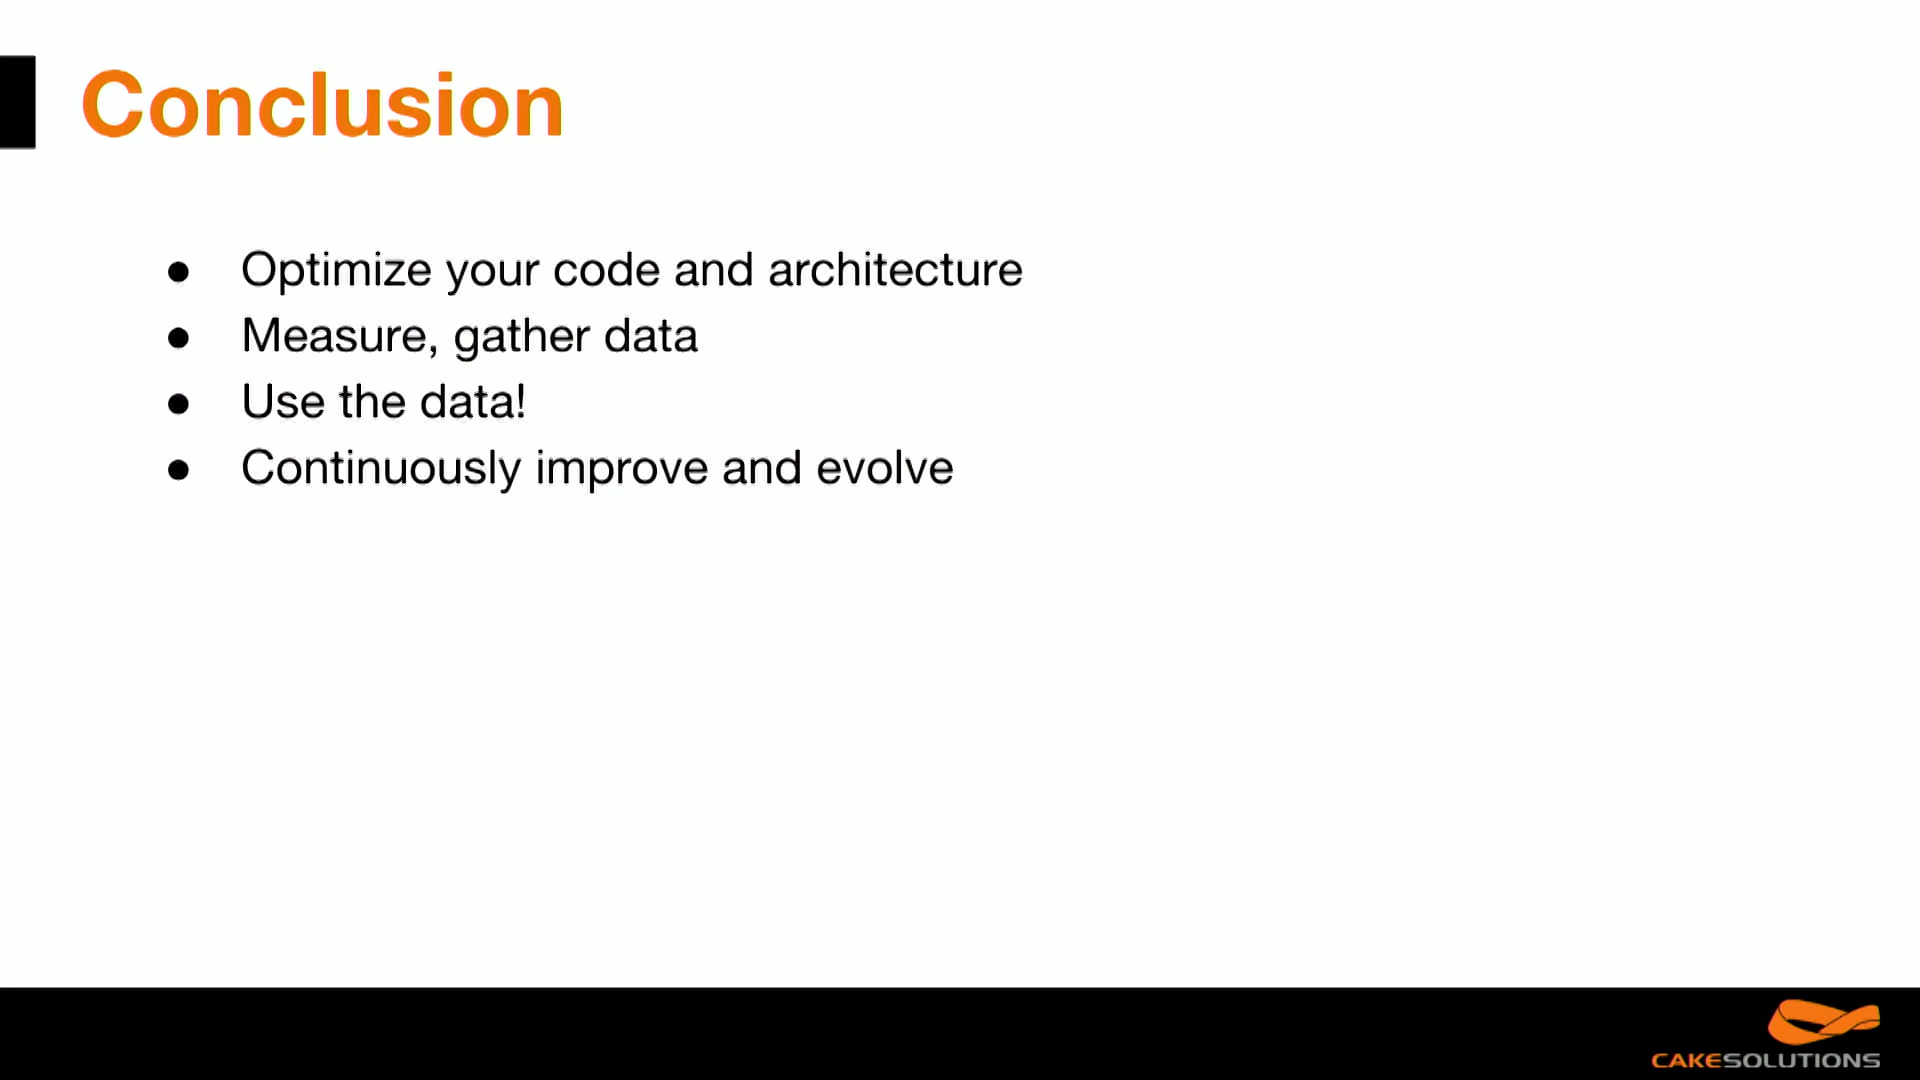 Conclusion
● Optimize your code and architecture
● Measure, gather data
● Use the data!
● Continuously improve and evolve
CAKESOLUTIONS